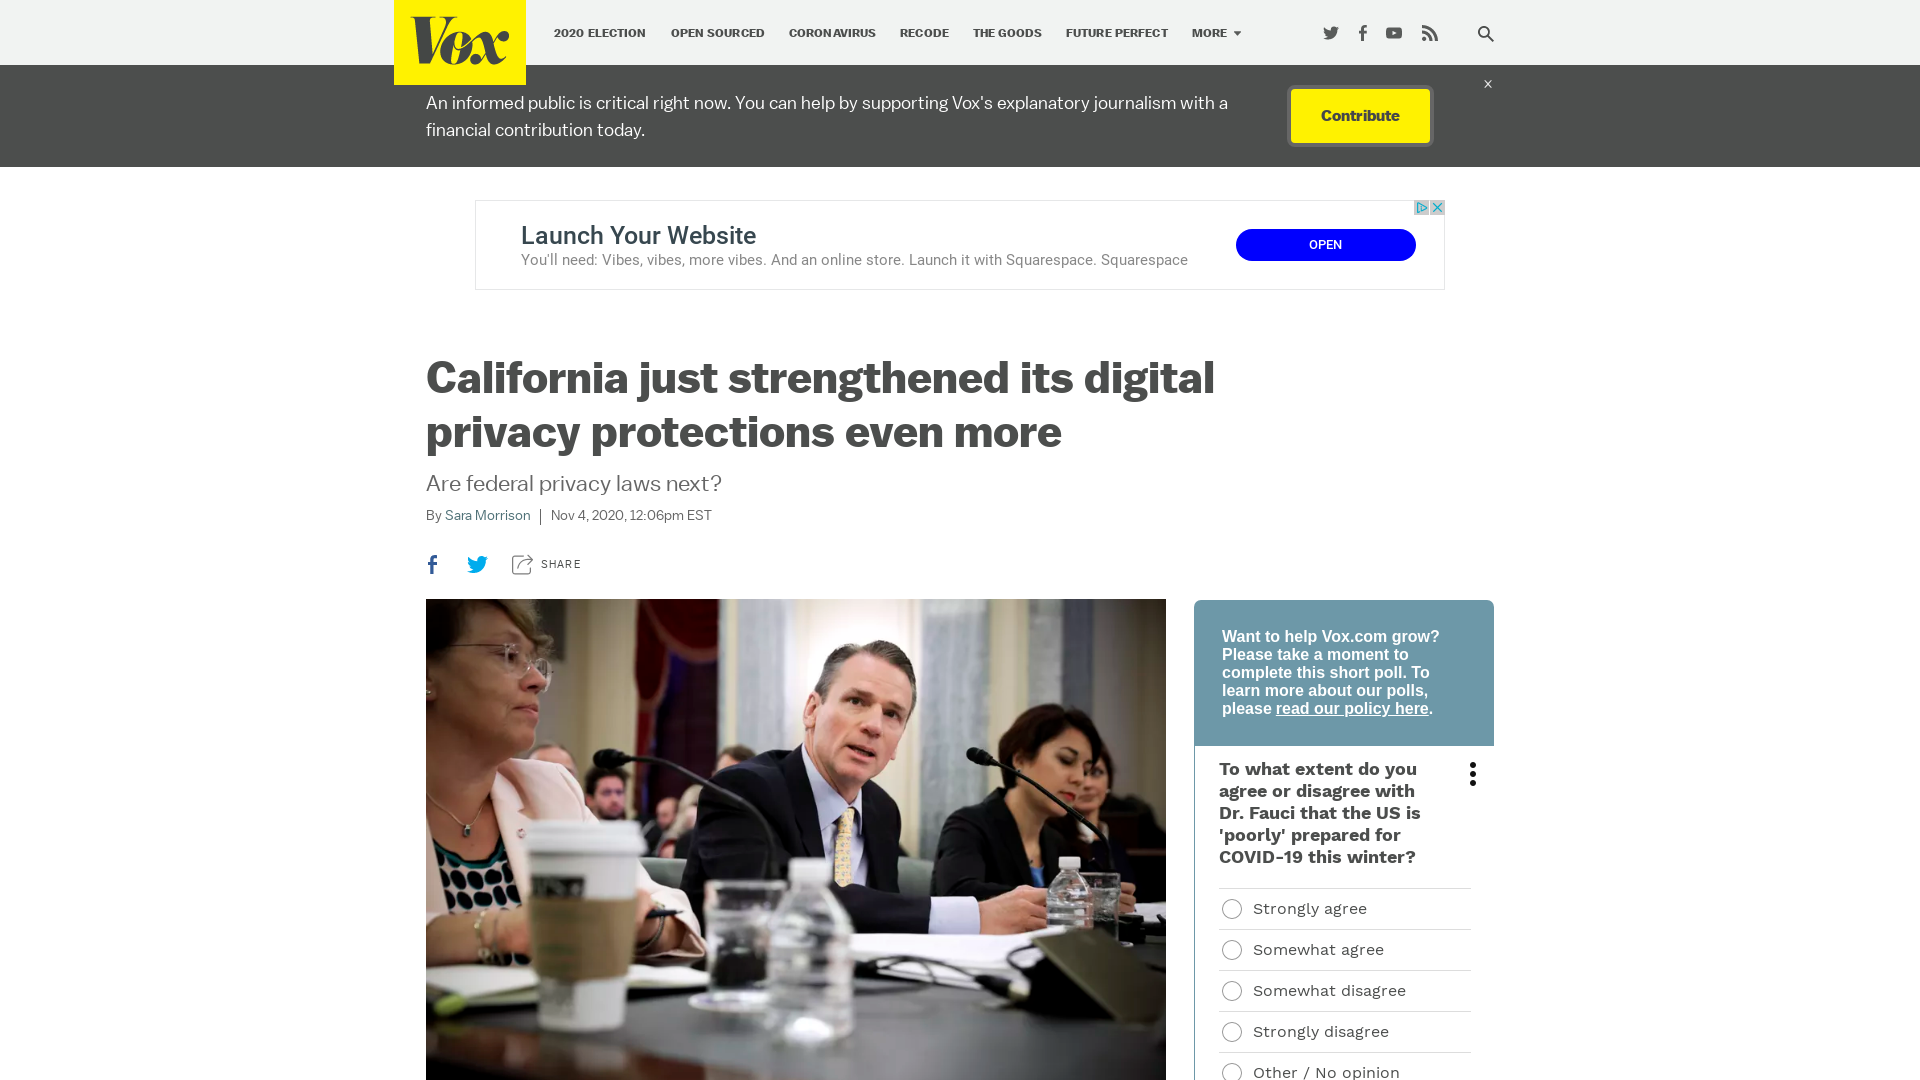 Vox
2020 ELECTION OPEN SOURCED CORONAVIRUS RECODE THE GOODS FUTURE PERFECT MORE
An informed public is critical right now. You can help by supporting Vox's explanatory journalism with a
financial contribution today.
Contribute
x
Launch Your Website
You'll need: Vibes, vibes, more vibes. And an online store. Launch it with Squarespace. Squarespace
OPEN
California just strengthened its digital
privacy protections even more
Are federal privacy laws next?
By Sara Morrison | Nov 4, 2020, 12:06pm EST
SHARE
Want to help Vox.com grow?
Please take a moment to
complete this short poll. To
learn more about our polls,
please read our policy here.
To what extent do you
agree or disagree with
Dr. Fauci that the US is
'poorly' prepared for
COVID-19 this winter?
Strongly agree
Somewhat agree
Somewhat disagree
Strongly disagree
Other / No opinion